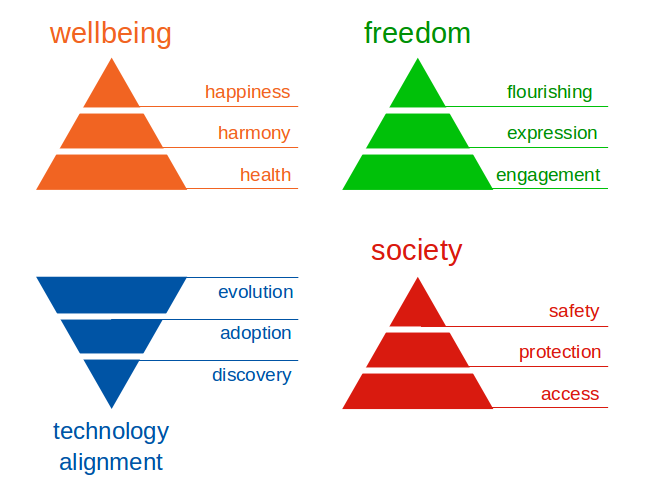 wellbeing
happiness
harmony
health
freedom
flourishing
expression
engagement
evolution
adoption
discovery
technology
alignment
society
safety
protection
access